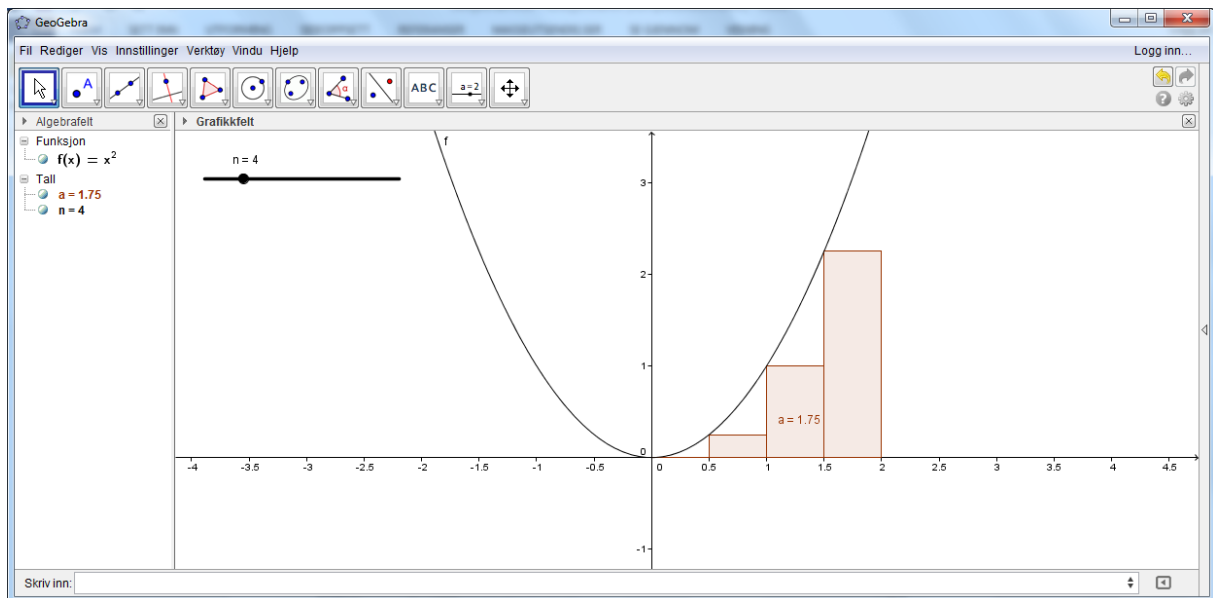 GeoGebra
Fil Rediger Vis Innstillinger Verktøy Vindu Hjelp Logg inn...
A α ABC a=2
Algebrafelt Grafikkfelt
Funksjon
f(x) = x²
Tall
a = 1.75
n = 4
n = 4
f
3
2
1
a = 1.75
0
-4 -3.5 -3 -2.5 -2 -1.5 -1 -0.5 0 0.5 1 1.5 2 2.5 3 3.5 4 4.5
-1
Skriv inn: